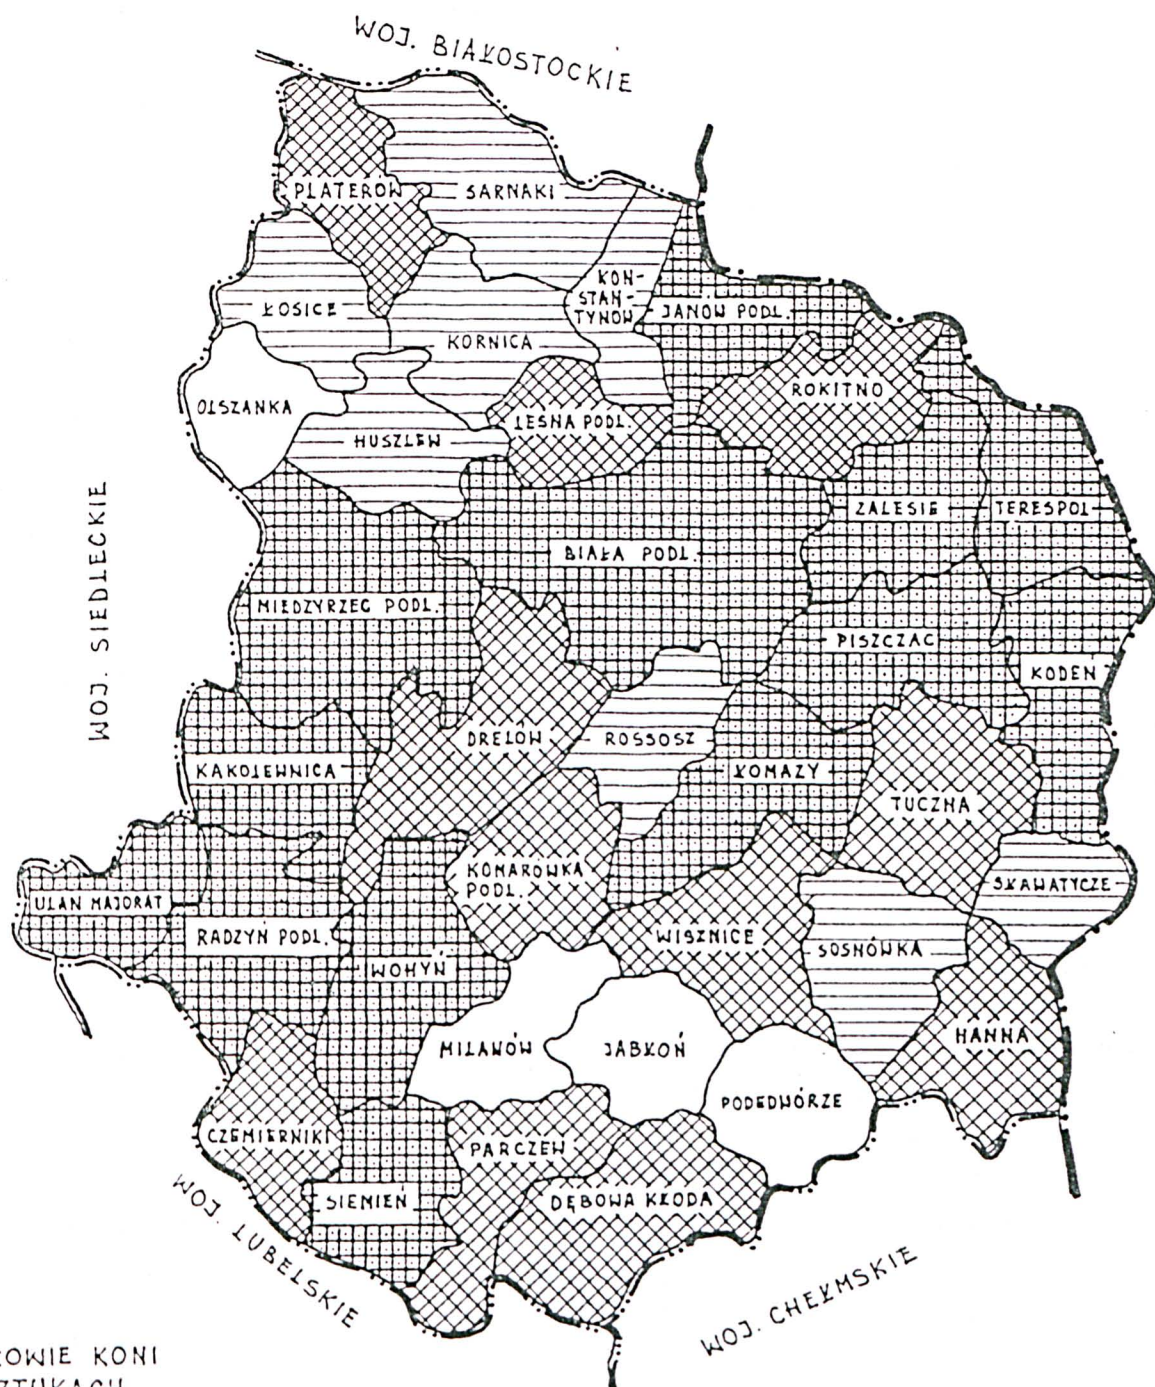 WOJ. BIAŁOSTOCKIE
PLATERÓW
SARNAKI
KON-
STAN-
TYNÓW
ŁOSICE
JANÓW PODL.
KORNICA
ROKITNO
OLSZANKA
LEŚNA PODL.
HUSZLEW
ZALESIE
TERESPOL
WOJ. SIEDLECKIE
BIAŁA PODL.
MIĘDZYRZEC PODL.
PISZCZAC
KODEŃ
DRELÓW
ROSSOSZ
KĄKOLEWNICA
ŁOMAZY
TUCZNA
KOMARÓWKA
PODL.
ULAN MAJORAT
SŁAWATYCZE
RADZYŃ PODL.
WISZNICE
SOSNÓWKA
WOHYŃ
HANNA
MILANÓW
JABŁOŃ
PODEDWÓRZE
CZEMIERNIKI
PARCZEW
SIEMIEŃ
DĘBOWA KŁODA
WOJ. LUBELSKIE
WOJ. CHEŁMSKIE
KONI